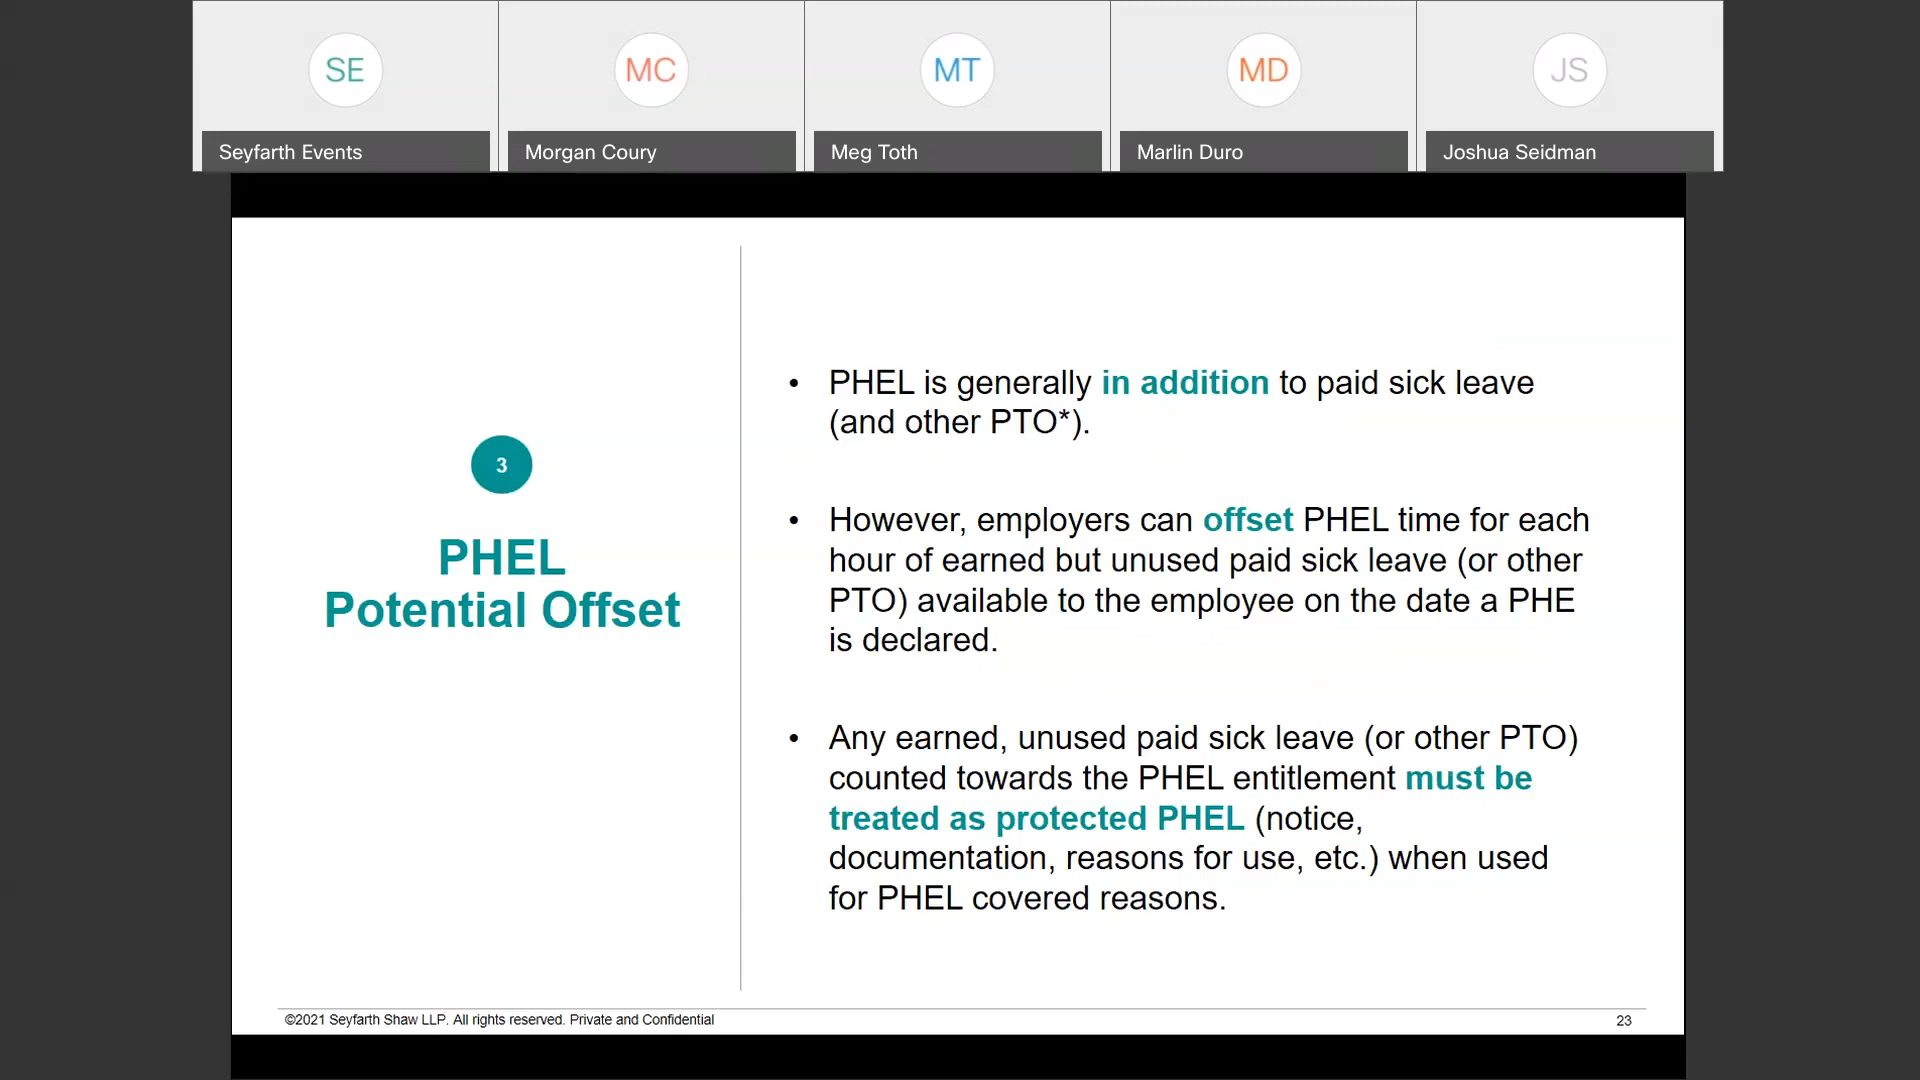 SE
MC
MT
MD
JS
Seyfarth Events
Morgan Coury
Meg Toth
Marlin Duro
Joshua Seidman
3
PHEL
Potential Offset
• PHEL is generally in addition to paid sick leave
(and other PTO*).
• However, employers can offset PHEL time for each
hour of earned but unused paid sick leave (or other
PTO) available to the employee on the date a PHE
is declared.
• Any earned, unused paid sick leave (or other PTO)
counted towards the PHEL entitlement must be
treated as protected PHEL (notice,
documentation, reasons for use, etc.) when used
for PHEL covered reasons.
©2021 Seyfarth Shaw LLP. All rights reserved. Private and Confidential
23